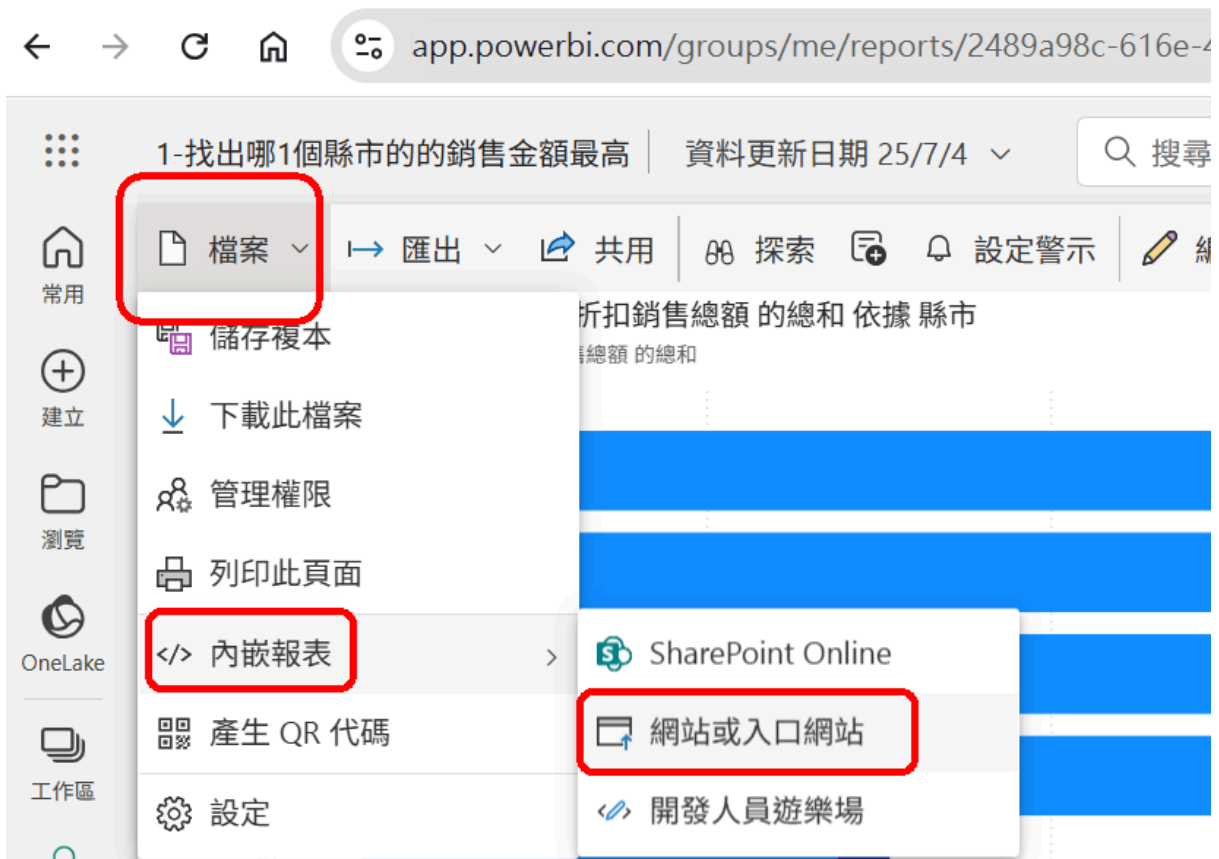 app.powerbi.com/groups/me/reports/2489a98c-616e-4
1-找出哪1個縣市的的銷售金額最高
資料更新日期 25/7/4
搜尋
檔案
匯出
共用
探索
設定警示
常用
建立
瀏覽
OneLake
工作區
折扣銷售總額 的總和 依據 縣市
總額 的總和
儲存複本
下載此檔案
管理權限
列印此頁面
內嵌報表
產生 QR 代碼
設定
SharePoint Online
網站或入口網站
開發人員遊樂場